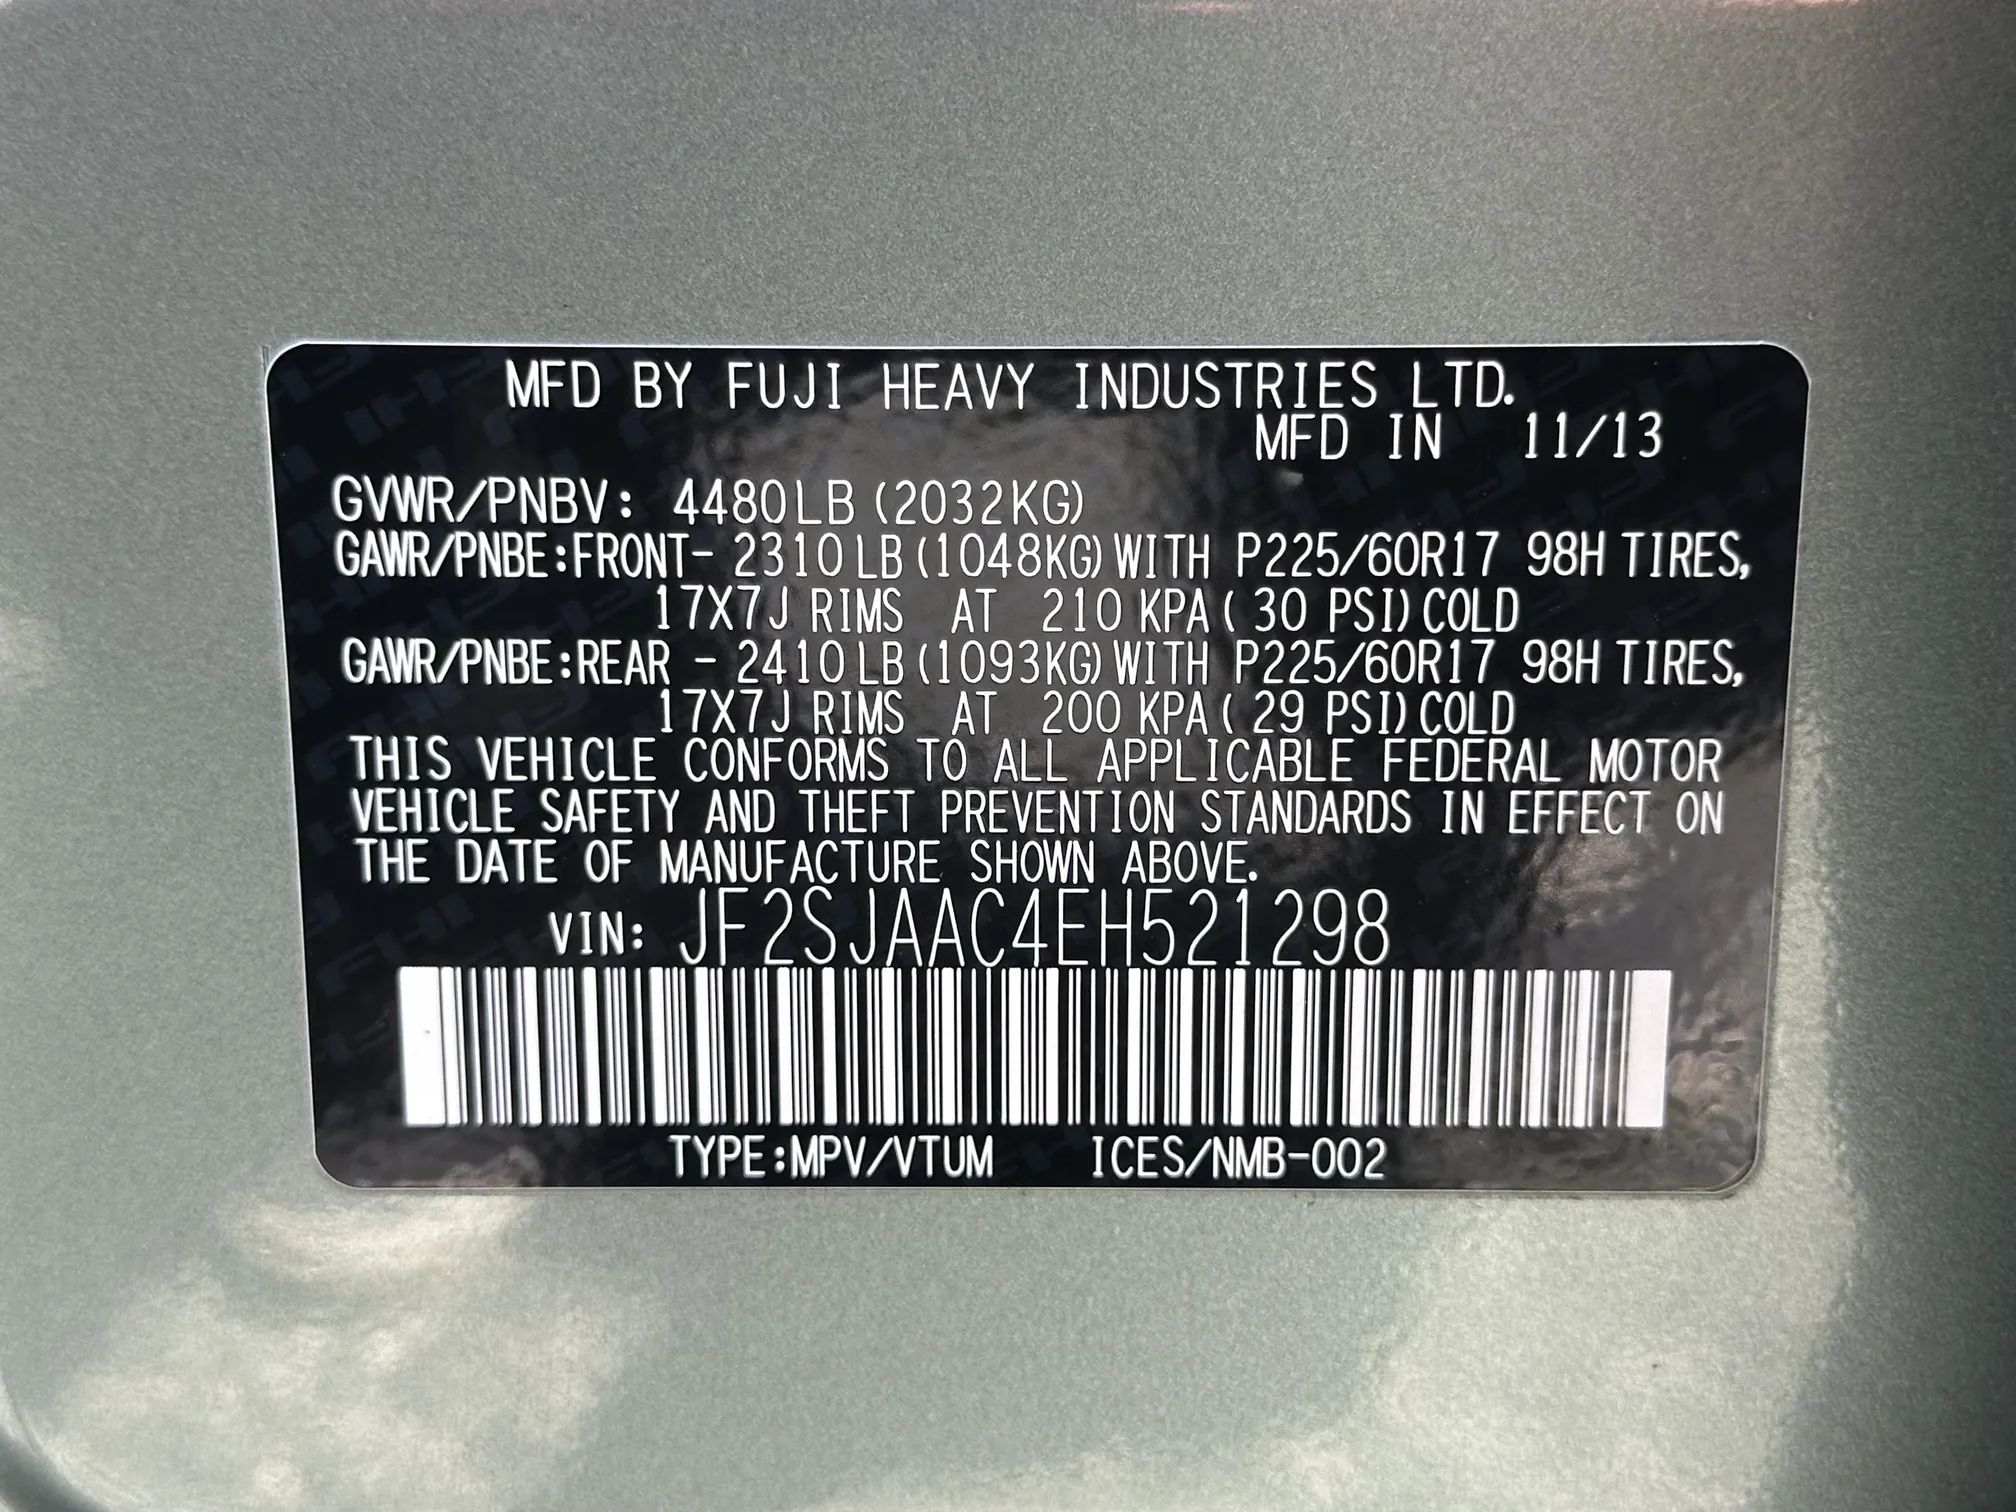 MFD BY FUJI HEAVY INDUSTRIES LTD.
MFD IN 11/13
GVWR/PNBV: 4480LB (2032KG)
GAWR/PNBE:FRONT- 2310LB(1048KG)WITH P225/60R17 98H TIRES,
17X7J RIMS AT 210 KPA( 30 PSI)COLD
GAWR/PNBE:REAR - 2410LB(1093KG)WITH P225/60R17 98H TIRES,
17X7J RIMS AT 200 KPA( 29 PSI)COLD
THIS VEHICLE CONFORMS TO ALL APPLICABLE FEDERAL MOTOR
VEHICLE SAFETY AND THEFT PREVENTION STANDARDS IN EFFECT ON
THE DATE OF MANUFACTURE SHOWN ABOVE.
VIN: JF2SJAAC4EH521298
TYPE:MPV/VTUM ICES/NMB-002